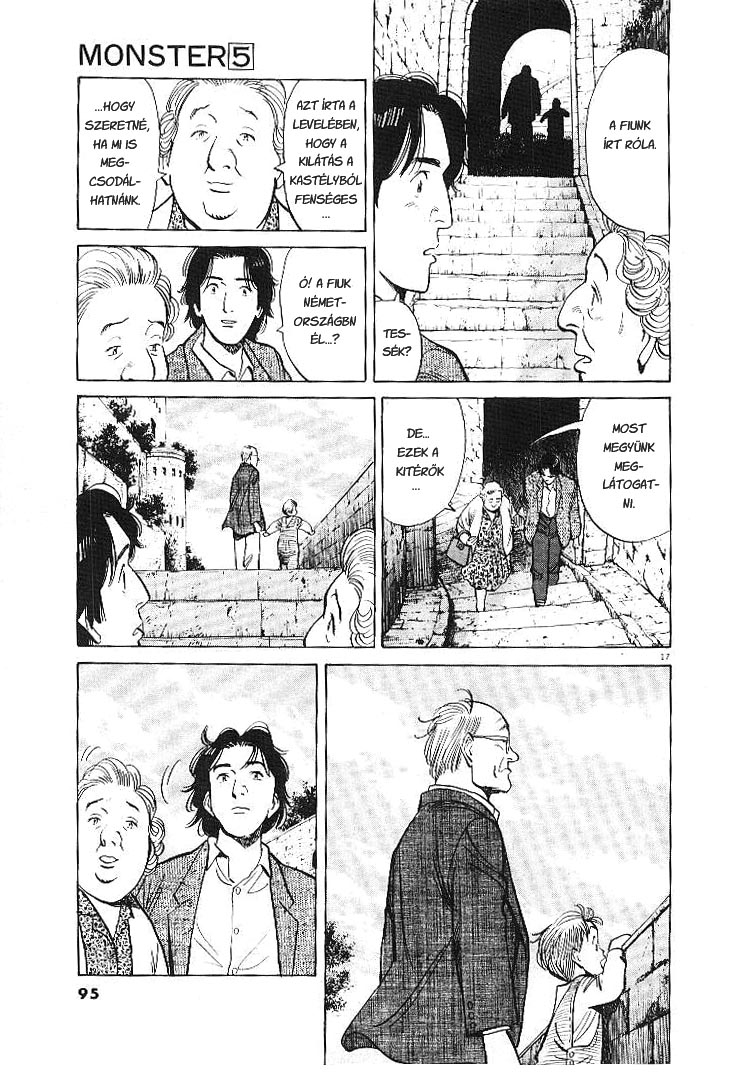 MONSTER 5
A FIUNK
ÍRT RÓLA.
TES-
SÉK?
AZT ÍRTA A
LEVELÉBEN,
HOGY A
KILÁTÁS A
KASTÉLYBÓL
FENSÉGES
...
...HOGY
SZERETNÉ,
HA MI IS
MEG-
CSODÁL-
HATNÁNK.
Ó! A FIUK
NÉMET-
ORSZÁGBN
ÉL...?
MOST
MEGYÜNK
MEG-
LÁTOGAT-
NI.
DE...
EZEK A
KITÉRŐK
...
17
95